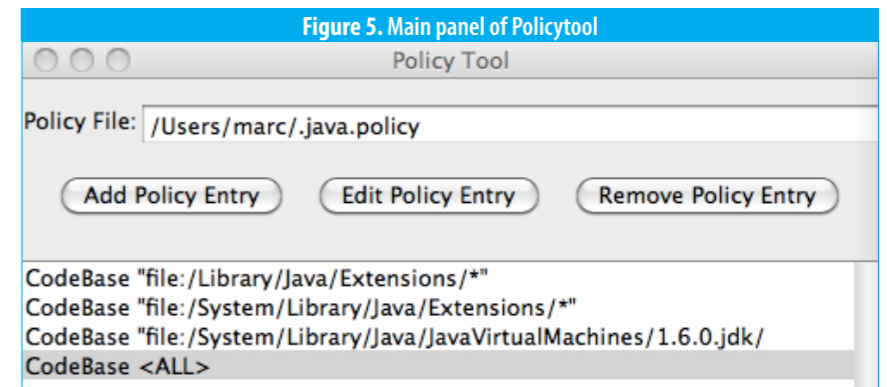 Figure 5. Main panel of Policytool
Policy Tool
Policy File: /Users/marc/.java.policy
Add Policy Entry Edit Policy Entry Remove Policy Entry
CodeBase "file:/Library/Java/Extensions/*"
CodeBase "file:/System/Library/Java/Extensions/*"
CodeBase "file:/System/Library/Java/JavaVirtualMachines/1.6.0.jdk/
CodeBase <ALL>